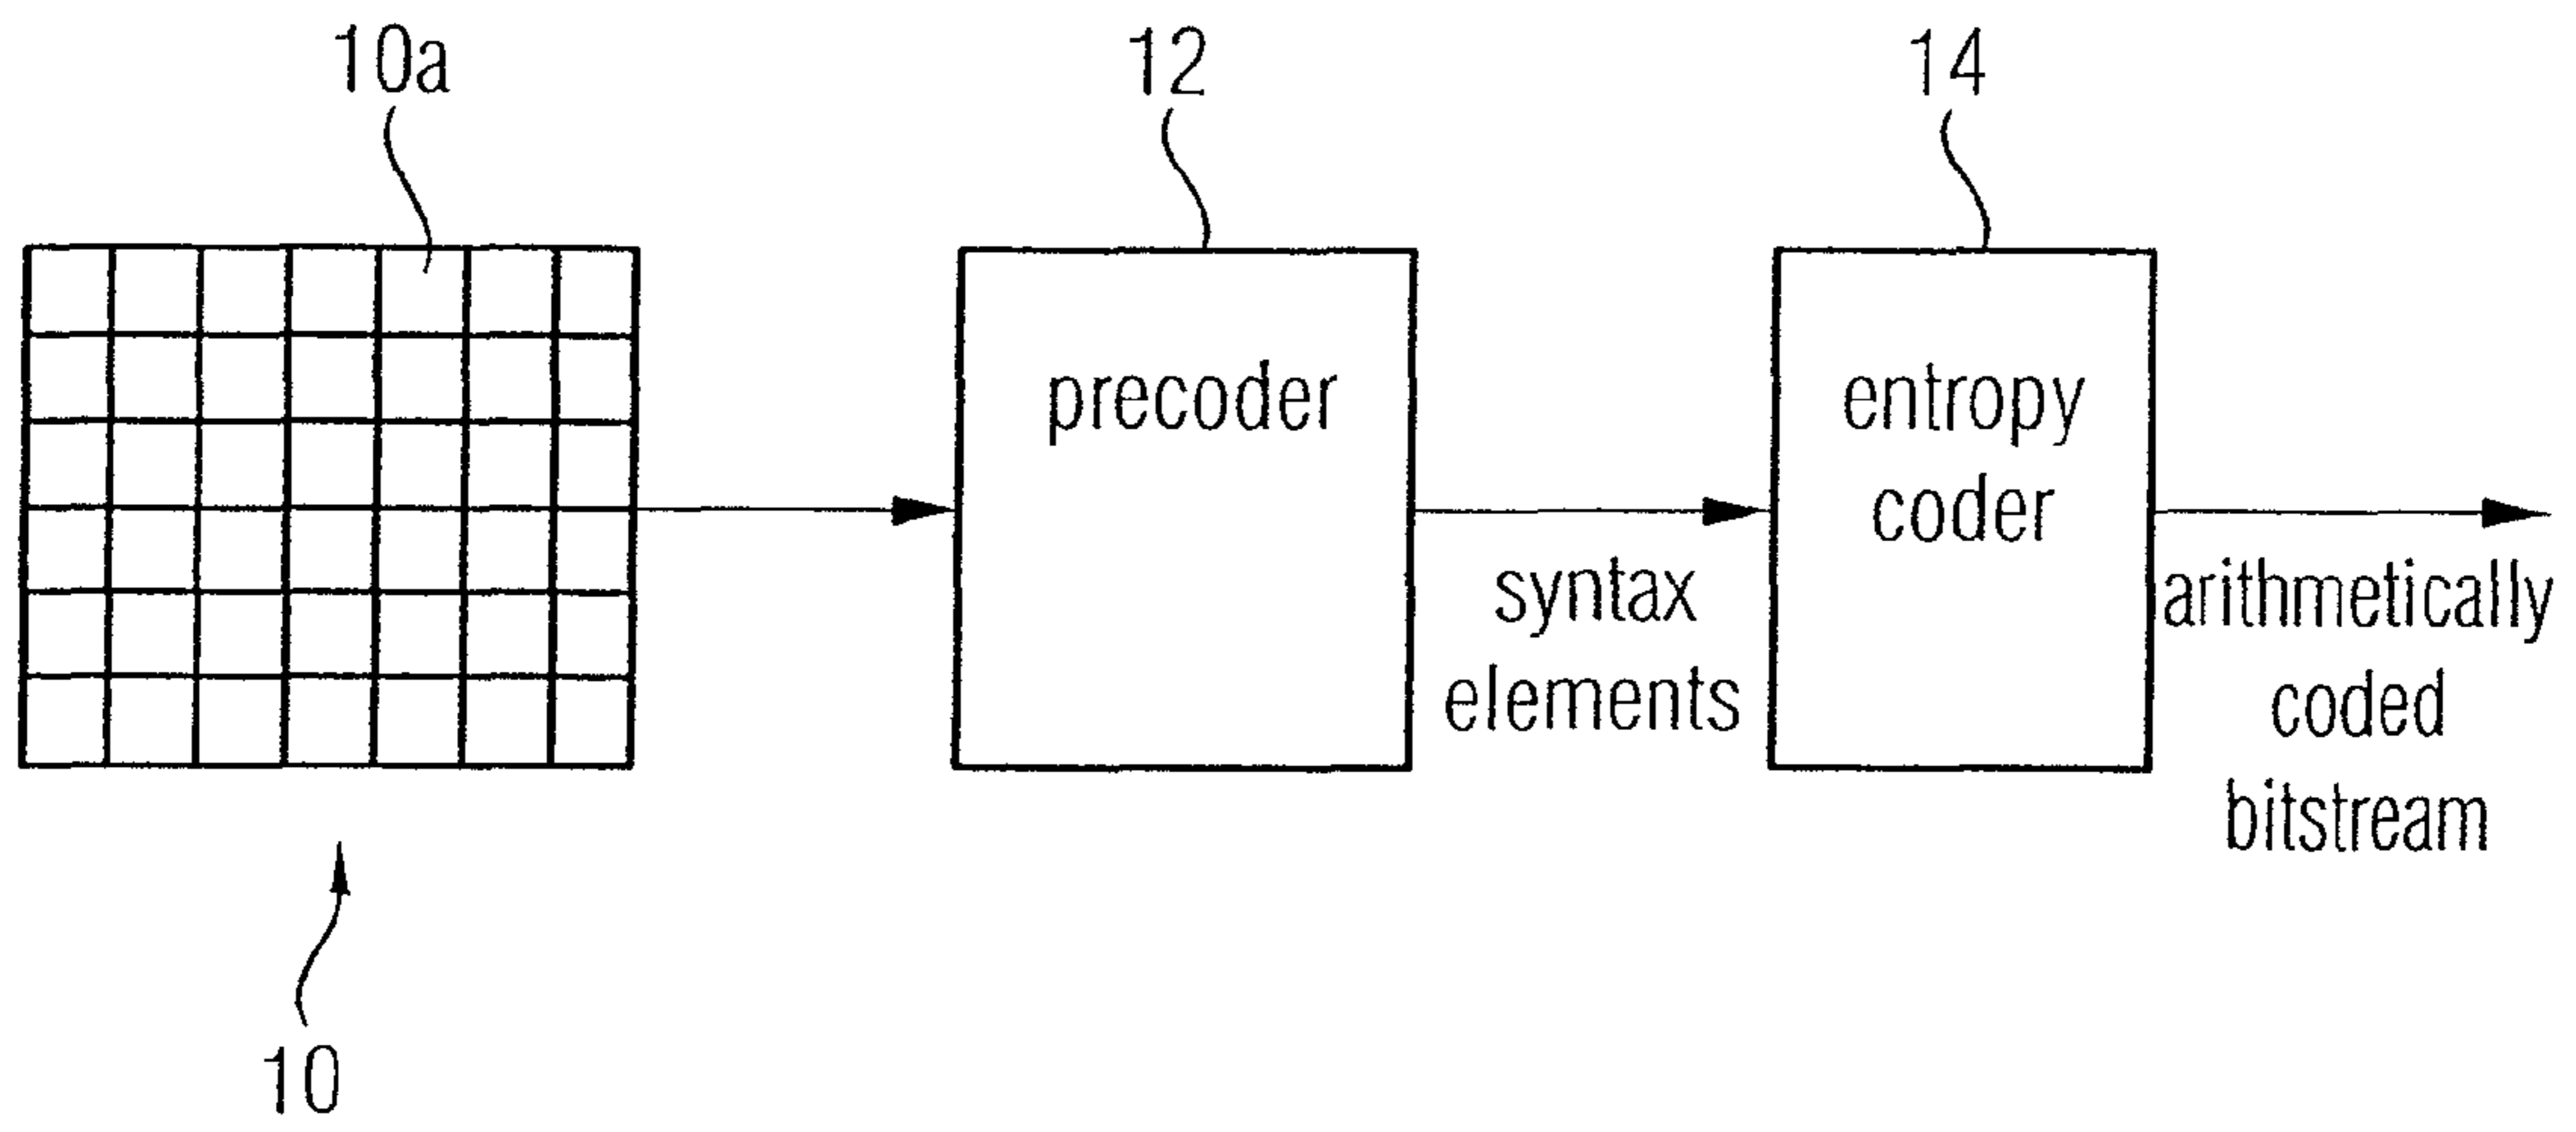 10a
12
14
precoder
entropy
coder
syntax
elements
arithmetically
coded
bitstream
10